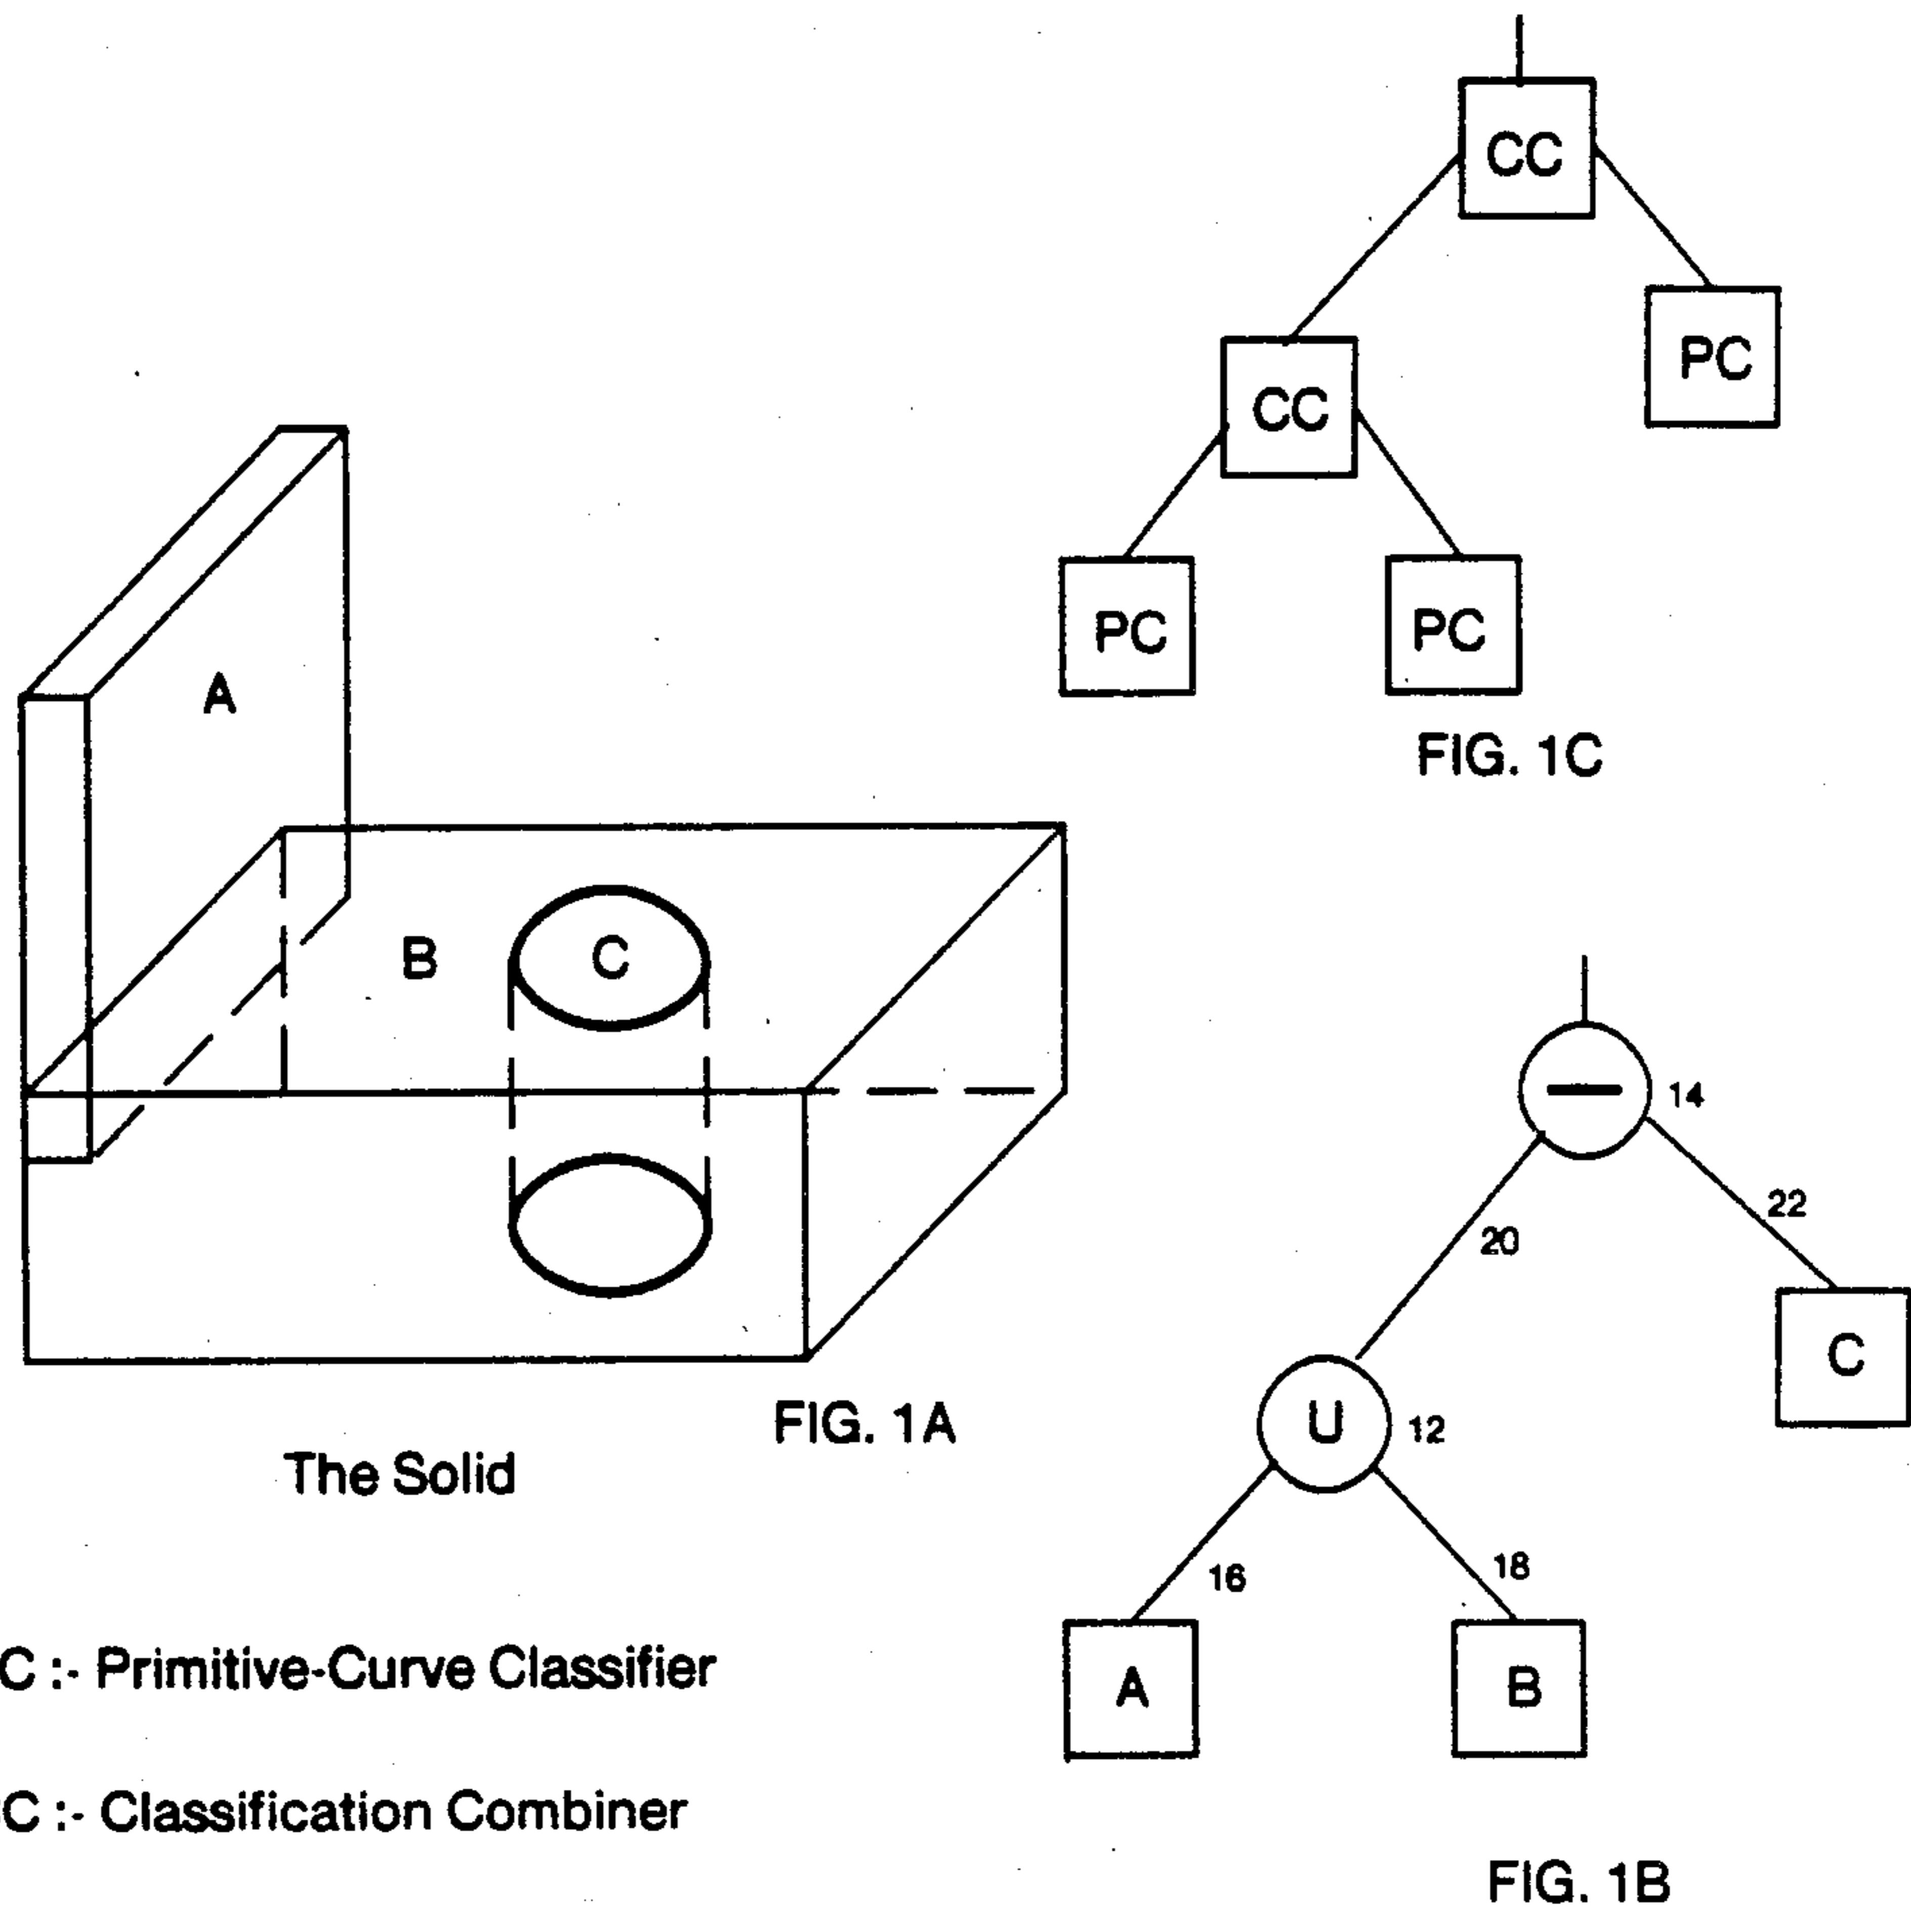 CC
PC
CC
PC
PC
FIG. 1C
A
B
C
FIG. 1A
The Solid
14
20
22
C
U
12
16
18
A
B
FIG. 1B
C :- Primitive-Curve Classifier
C :- Classification Combiner